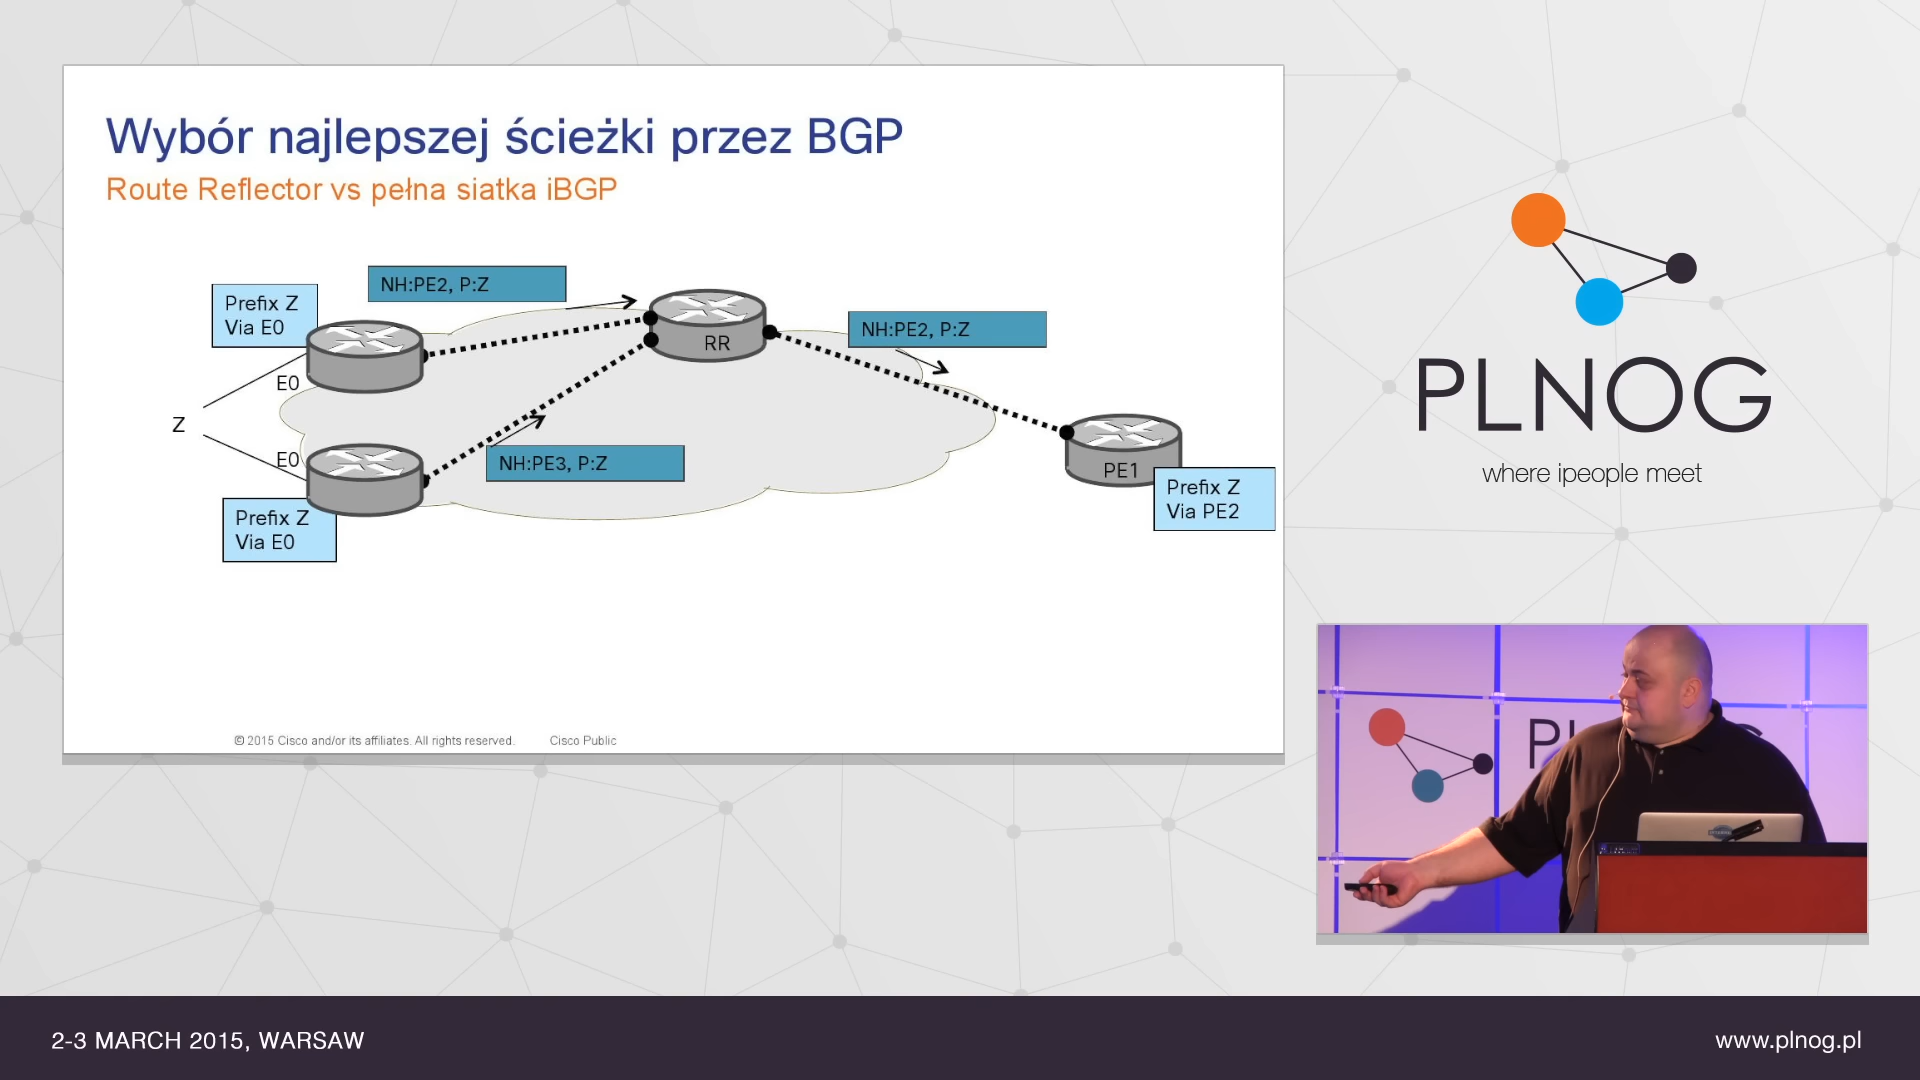 Wybór najlepszej ścieżki przez BGP
Route Reflector vs pełna siatka iBGP
NH:PE2, P:Z
Prefix Z
Via E0
RR
NH:PE2, P:Z
E0
Z
E0
NH:PE3, P:Z
PE1
Prefix Z
Via PE2
Prefix Z
Via E0
© 2015 Cisco and/or its affiliates. All rights reserved.
Cisco Public
PLNOG
where ipeople meet
2-3 MARCH 2015, WARSAW
www.plnog.pl